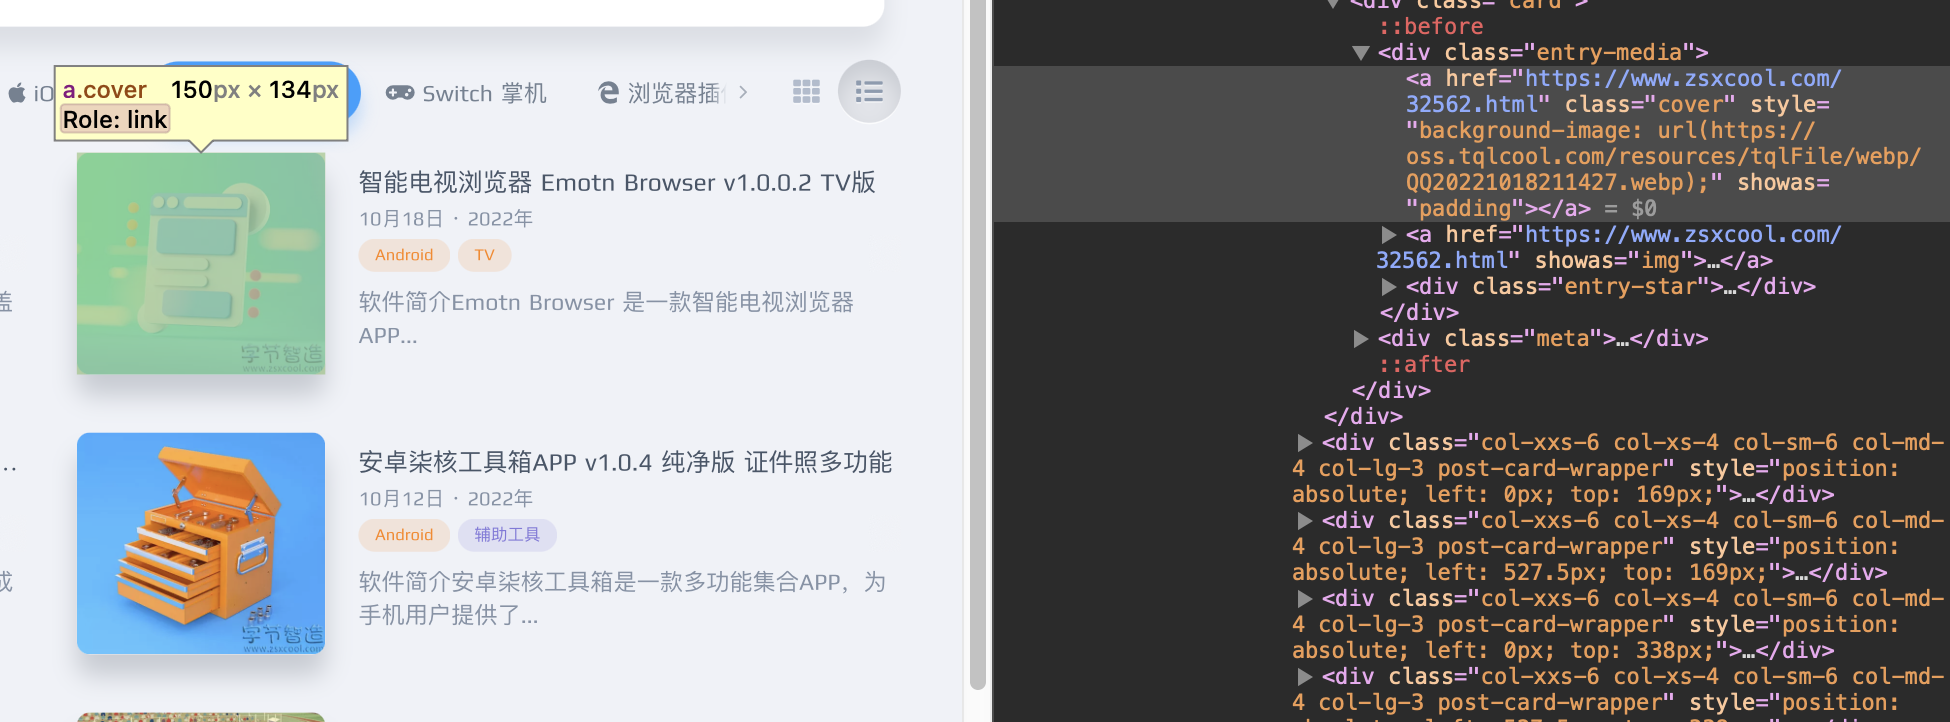 iO
a.cover 150px × 134px
Role: link
Switch 掌机
浏览器插
智能电视浏览器 Emotn Browser v1.0.0.2 TV版
10月18日 · 2022年
Android TV
软件简介Emotn Browser 是一款智能电视浏览器
APP...
盖
字节智造
www.zsxcool.com
..
安卓柒核工具箱APP v1.0.4 纯净版 证件照多功能
10月12日 · 2022年
Android 辅助工具
软件简介安卓柒核工具箱是一款多功能集合APP，为
手机用户提供了...
成
字节智造
www.zsxcool.com
<div class="card">
::before
<div class="entry-media">
<a href="https://www.zsxcool.com/
32562.html" class="cover" style=
"background-image: url(https://
oss.tqlcool.com/resources/tqlFile/webp/
QQ20221018211427.webp);" showas=
"padding"></a> = $0
<a href="https://www.zsxcool.com/
32562.html" showas="img">…</a>
<div class="entry-star">…</div>
</div>
<div class="meta">…</div>
::after
</div>
</div>
<div class="col-xxs-6 col-xs-4 col-sm-6 col-md-
4 col-lg-3 post-card-wrapper" style="position:
absolute; left: 0px; top: 169px;">…</div>
<div class="col-xxs-6 col-xs-4 col-sm-6 col-md-
4 col-lg-3 post-card-wrapper" style="position:
absolute; left: 527.5px; top: 169px;">…</div>
<div class="col-xxs-6 col-xs-4 col-sm-6 col-md-
4 col-lg-3 post-card-wrapper" style="position:
absolute; left: 0px; top: 338px;">…</div>
<div class="col-xxs-6 col-xs-4 col-sm-6 col-md-
4 col-lg-3 post-card-wrapper" style="position: